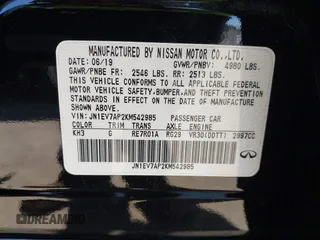 MANUFACTURED BY NISSAN MOTOR CO.,LTD.
DATE: 06/19 GVWR/PNBV: 4980 LBS.
GAWR/PNBE FR: 2546 LBS. RR: 2513 LBS.
THIS VEHICLE CONFORMS TO ALL APPLICABLE FEDERAL
MOTOR VEHICLE SAFETY, BUMPER, AND THEFT PREVENTION
STANDARDS IN EFFECT ON THE DATE OF
MANUFACTURE SHOWN ABOVE.
VIN: JN1EV7AP2KM542985 PASSENGER CAR
COLOR TRIM TRANS AXLE ENGINE
KH3 G RE7R01A RG29 VR30(DDTT) 2997CC
JN1EV7AP2KM542985
INFINITI
DREAMBID